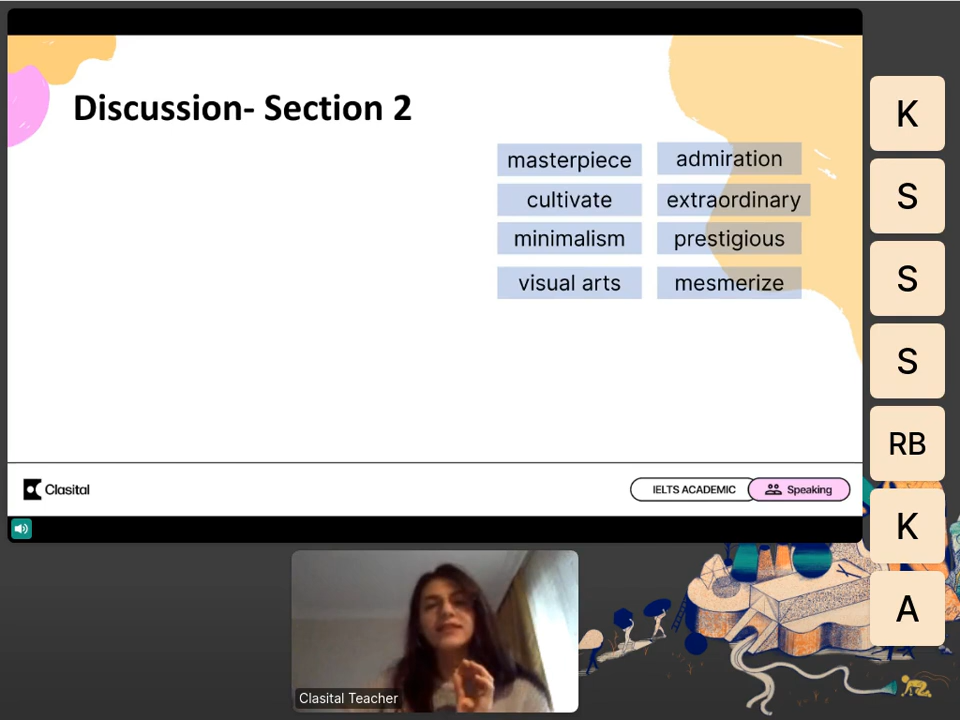 Discussion- Section 2
masterpiece
admiration
cultivate
extraordinary
minimalism
prestigious
visual arts
mesmerize
Clasital
IELTS ACADEMIC
Speaking
K
S
S
S
RB
K
A
Clasital Teacher